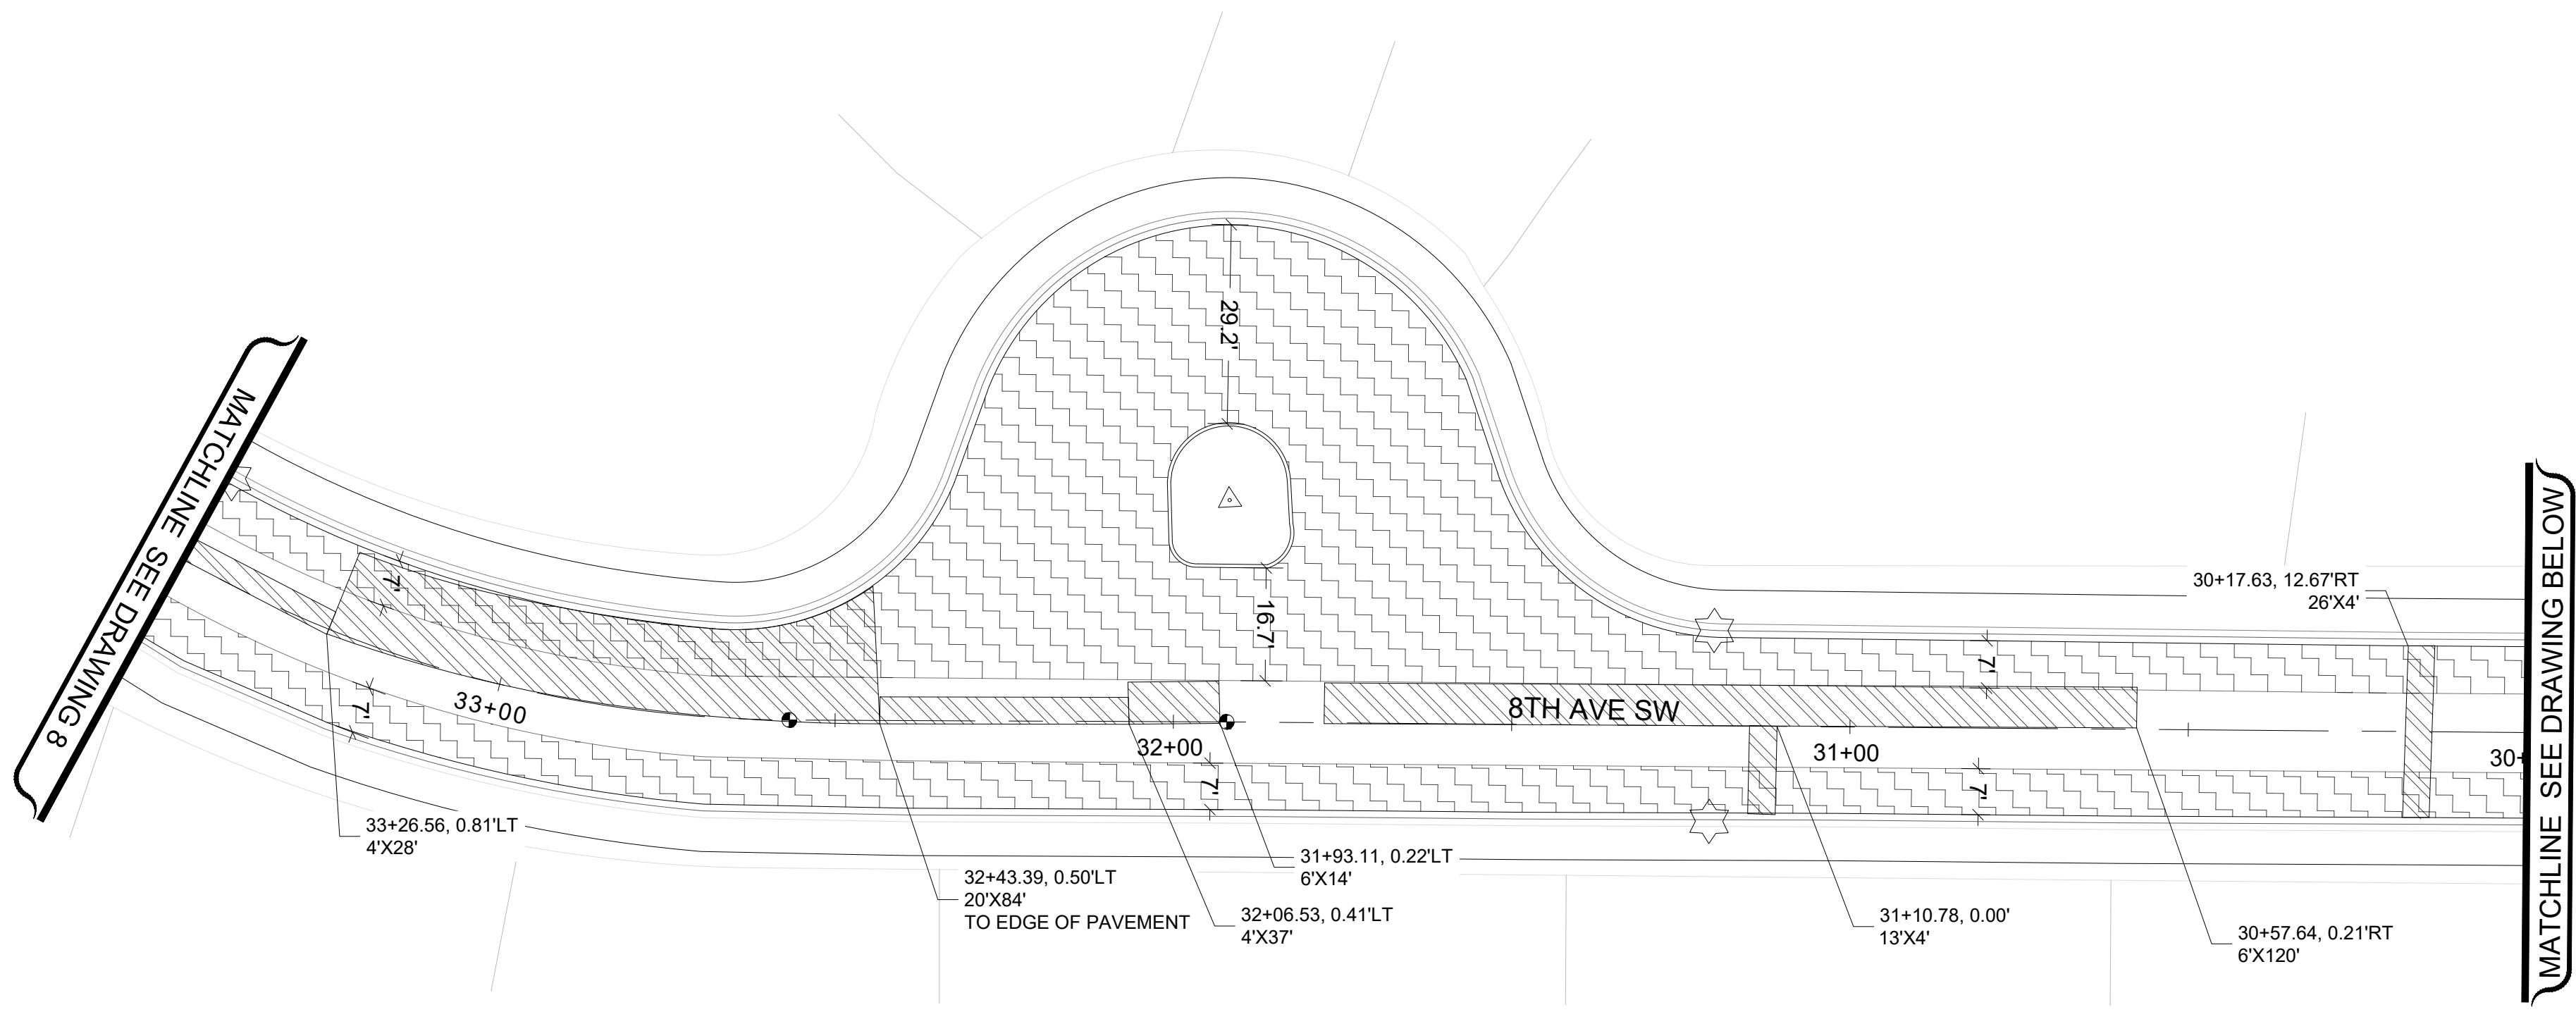 29.2'
16.7'
MATCHLINE SEE DRAWING 8
7'
7'
33+00
32+00
7'
8TH AVE SW
31+00
7'
7'
30+
30+17.63, 12.67'RT
26'X4'
33+26.56, 0.81'LT
4'X28'
32+43.39, 0.50'LT
20'X84'
TO EDGE OF PAVEMENT
31+93.11, 0.22'LT
6'X14'
32+06.53, 0.41'LT
4'X37'
31+10.78, 0.00'
13'X4'
30+57.64, 0.21'RT
6'X120'
MATCHLINE SEE DRAWING BELOW